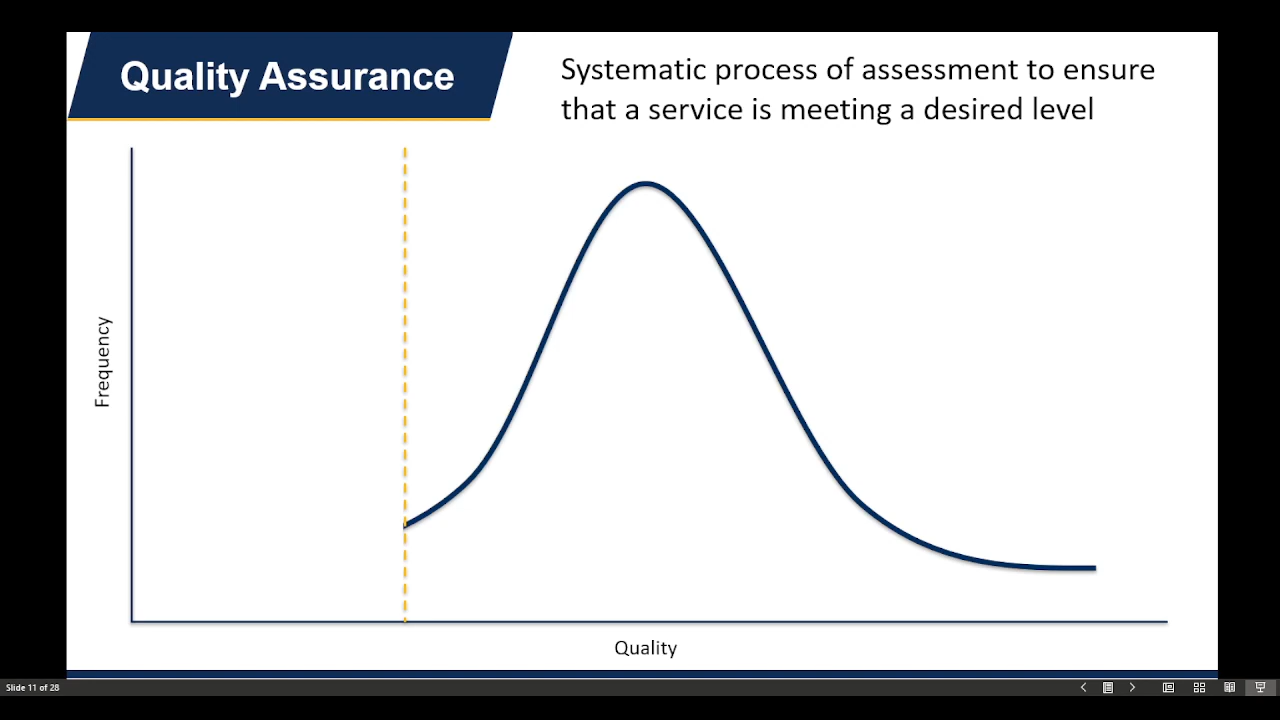 Quality Assurance
Systematic process of assessment to ensure
that a service is meeting a desired level
Frequency
Quality
Slide 11 of 28